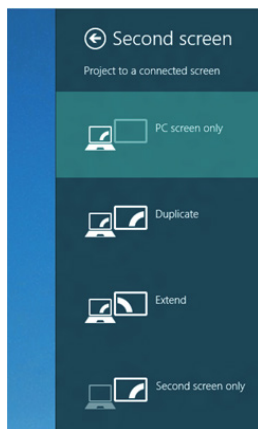 Second screen
Project to a connected screen
PC screen only
Duplicate
Extend
Second screen only